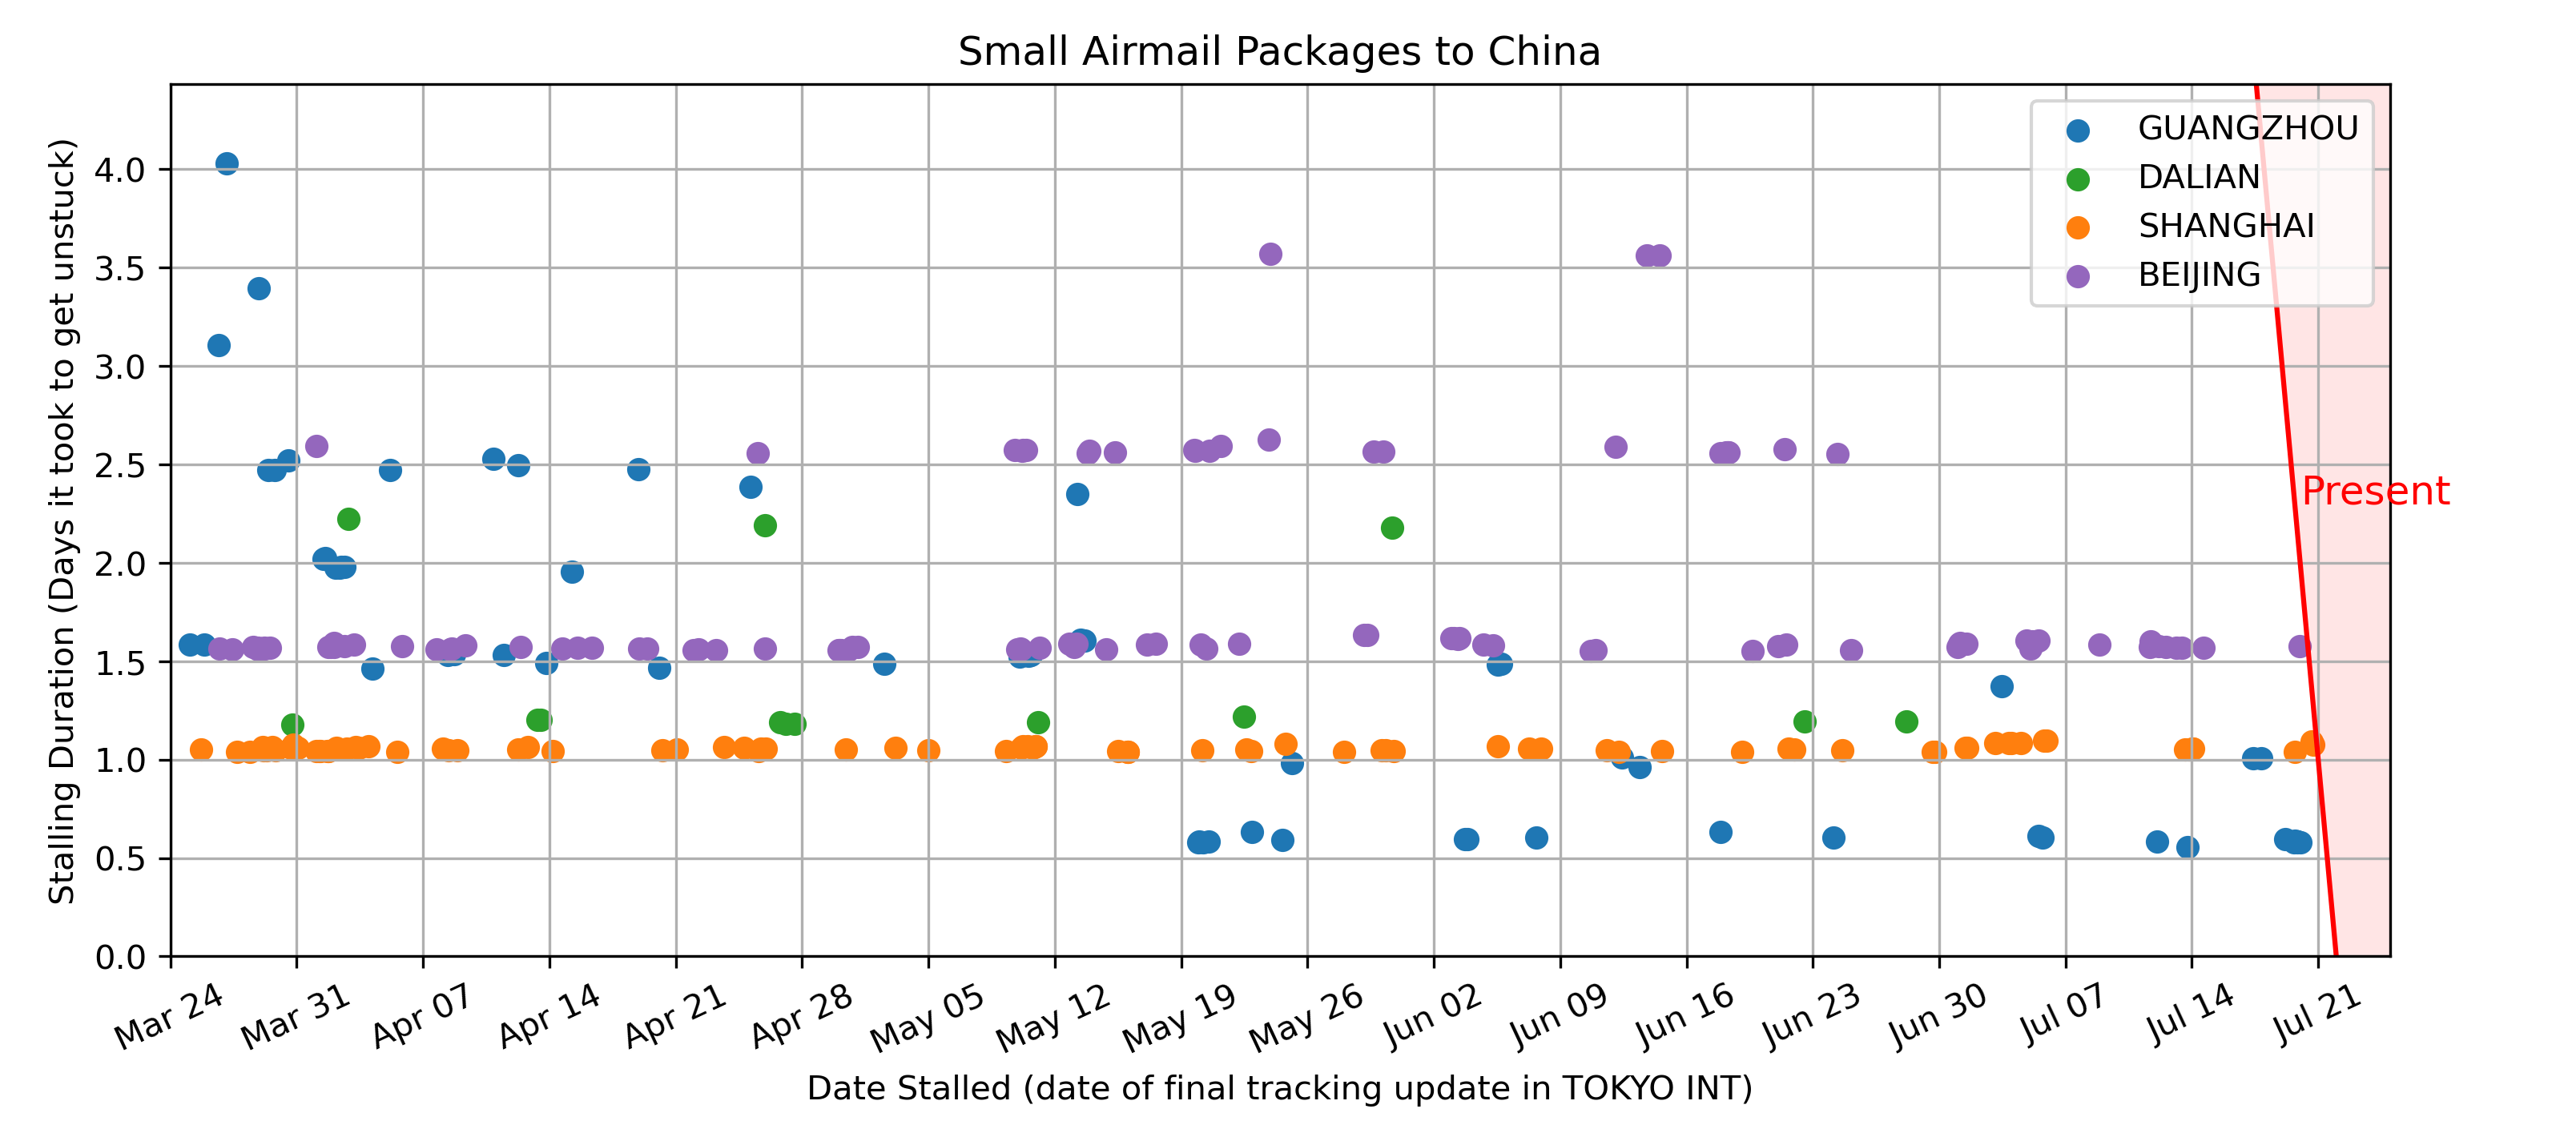 Small Airmail Packages to China
GUANGZHOU
DALIAN
SHANGHAI
BEIJING
Present
Stalling Duration (Days it took to get unstuck)
4.0
3.5
3.0
2.5
2.0
1.5
1.0
0.5
0.0
Mar 24
Mar 31
Apr 07
Apr 14
Apr 21
Apr 28
May 05
May 12
May 19
May 26
Jun 02
Jun 09
Jun 16
Jun 23
Jun 30
Jul 07
Jul 14
Jul 21
Date Stalled (date of final tracking update in TOKYO INT)